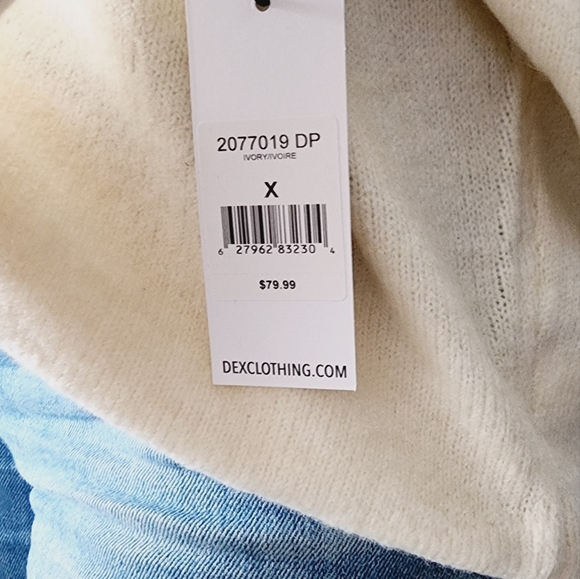 2077019 DP
IVORY/IVOIRE
X
6 27962 83230 4
$79.99
DEXCLOTHING.COM